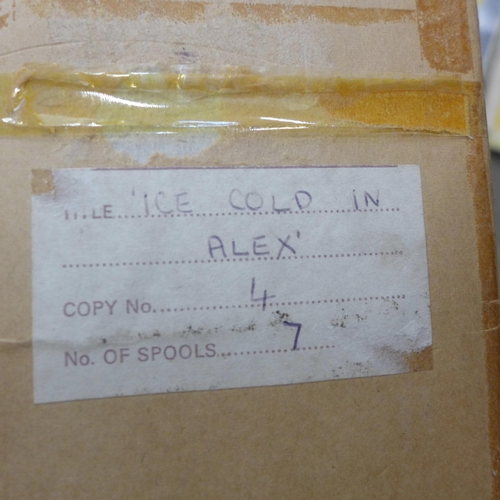 TITLE 'ICE COLD IN
ALEX'
COPY No. 4
No. OF SPOOLS 7